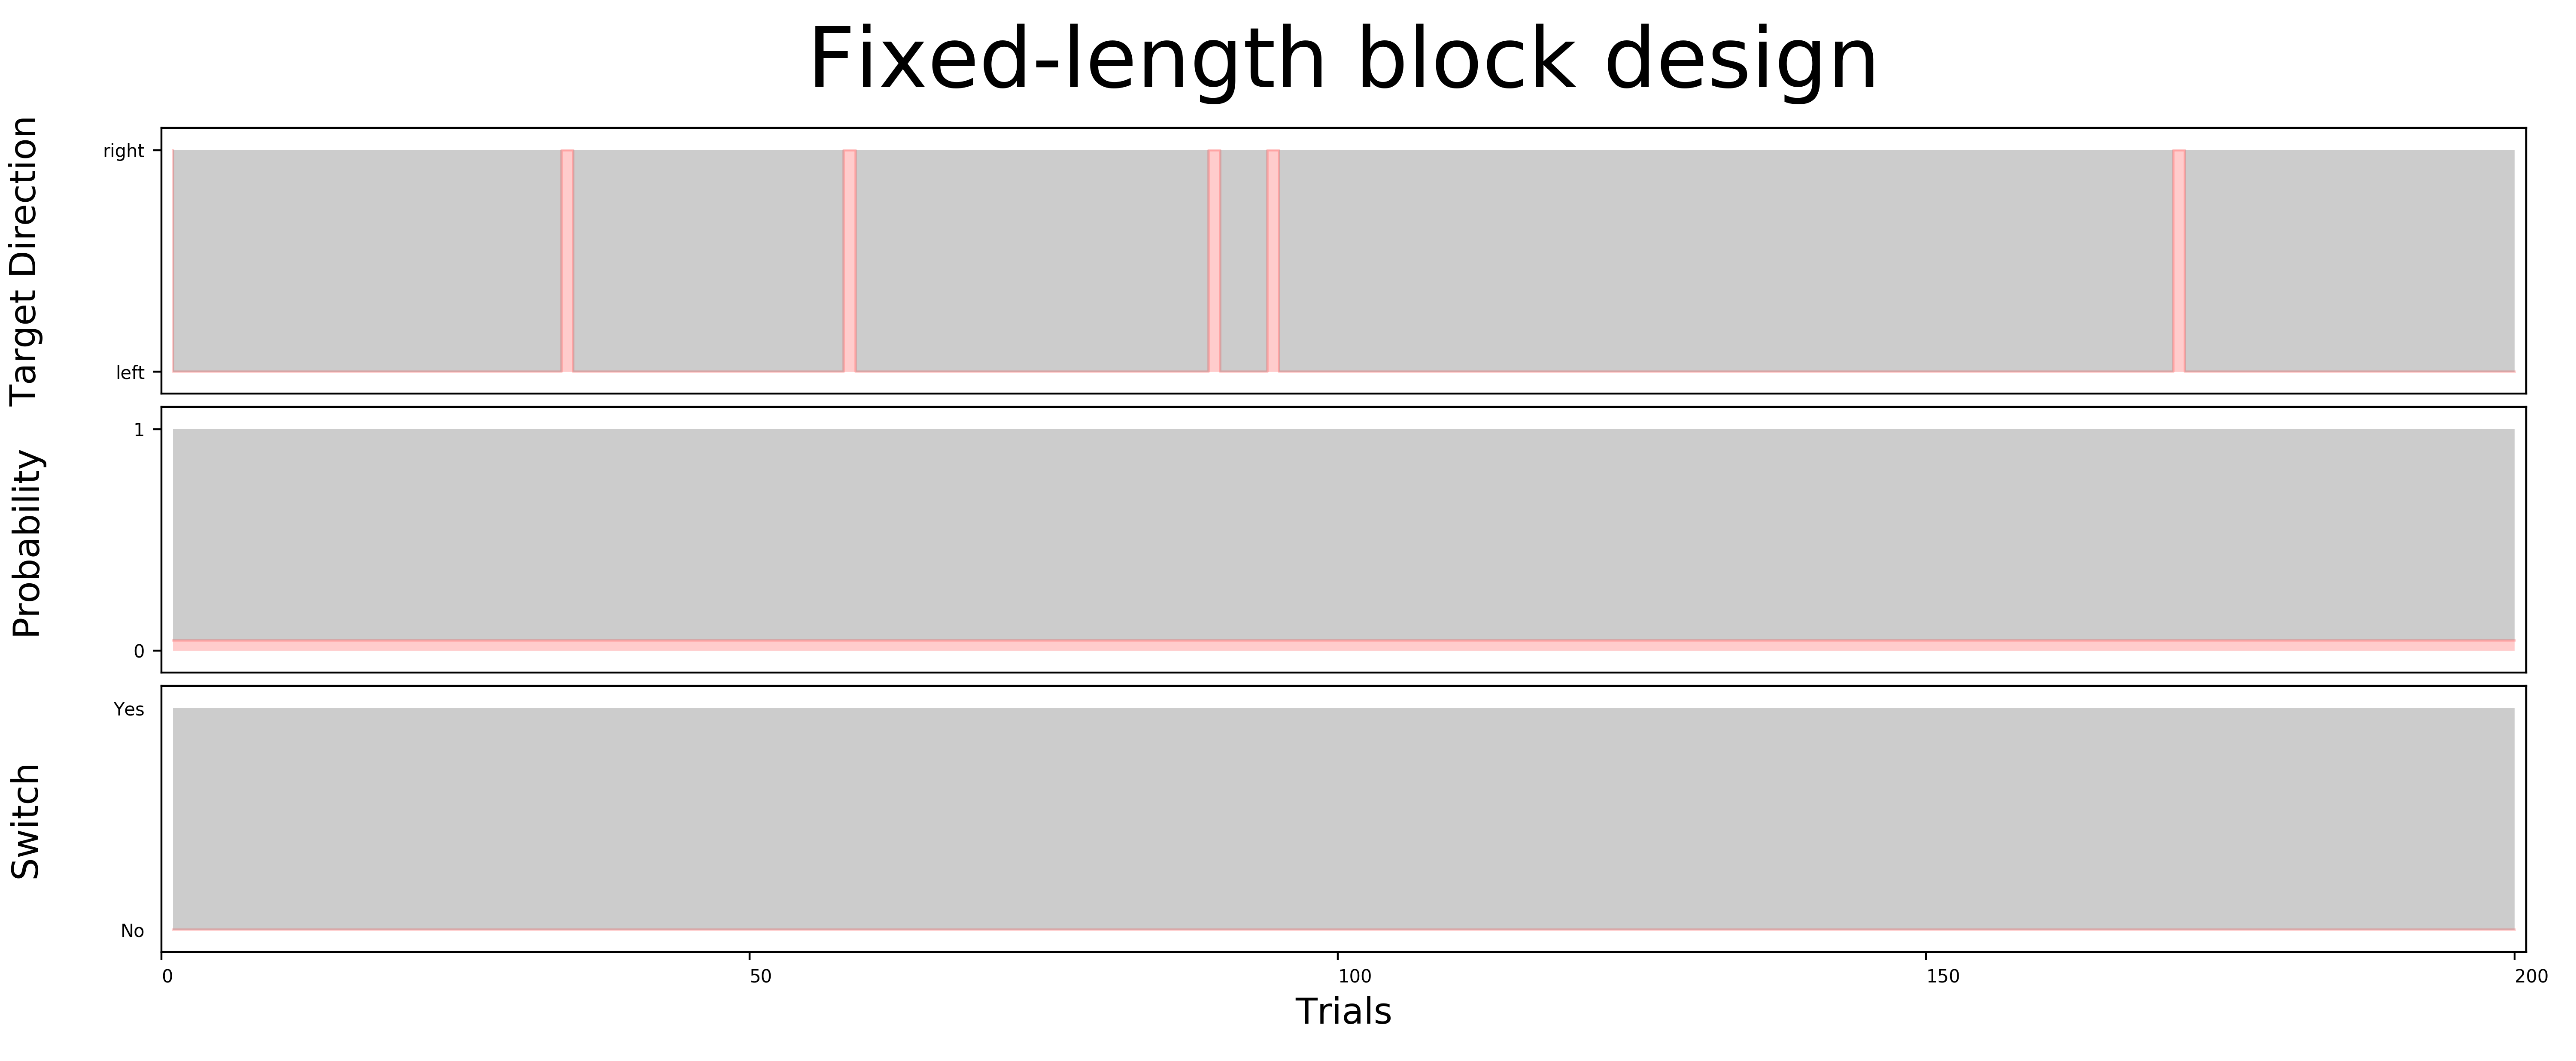 Fixed-length block design
Target Direction
right
left
Probability
1
0
Switch
Yes
No
0 50 100 150 200
Trials